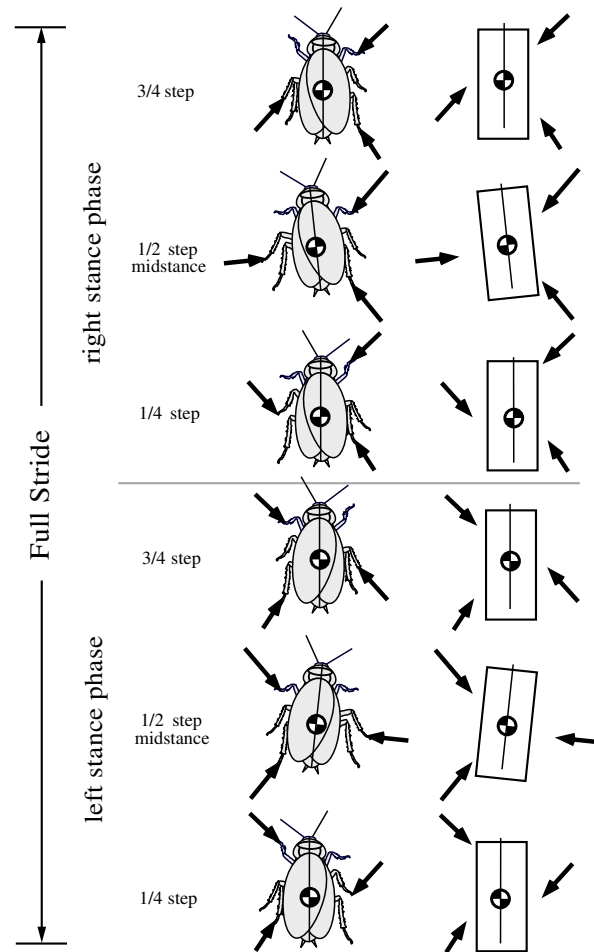 Full Stride
right stance phase
3/4 step
1/2 step
midstance
1/4 step
left stance phase
3/4 step
1/2 step
midstance
1/4 step